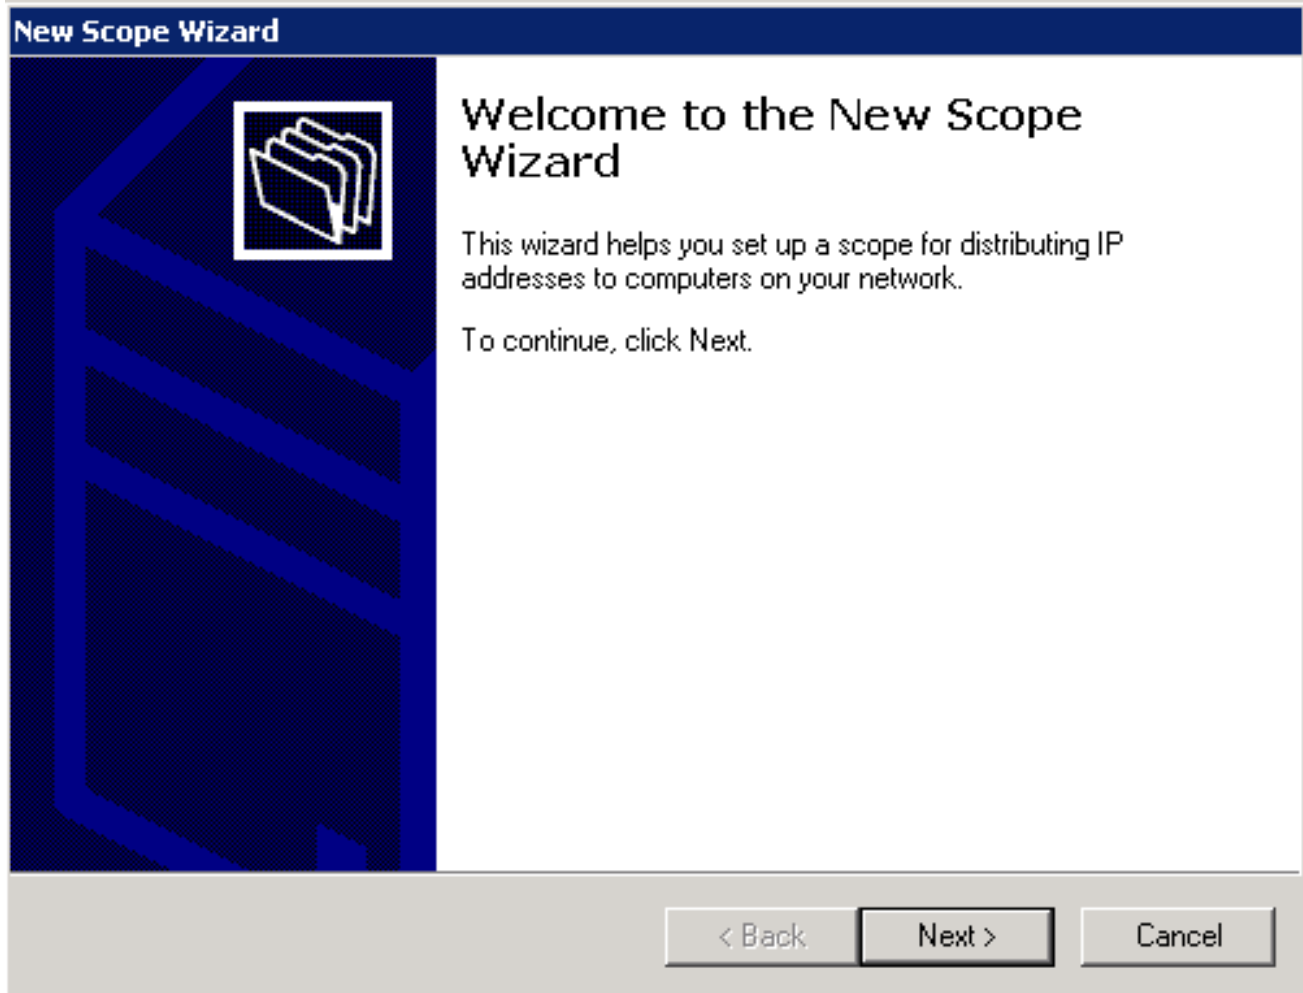 New Scope Wizard
Welcome to the New Scope
Wizard
This wizard helps you set up a scope for distributing IP
addresses to computers on your network.
To continue, click Next.
< Back
Next >
Cancel